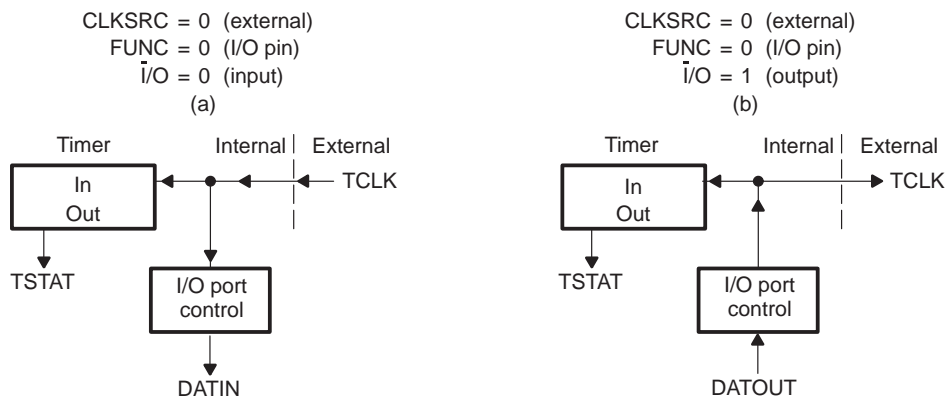 CLKSRC = 0 (external)
FUNC = 0 (I/O pin)
I̅/O = 0 (input)
(a)
Timer
Internal
External
In
Out
TCLK
TSTAT
I/O port
control
DATIN
CLKSRC = 0 (external)
FUNC = 0 (I/O pin)
I̅/O = 1 (output)
(b)
Timer
Internal
External
In
Out
TCLK
TSTAT
I/O port
control
DATOUT